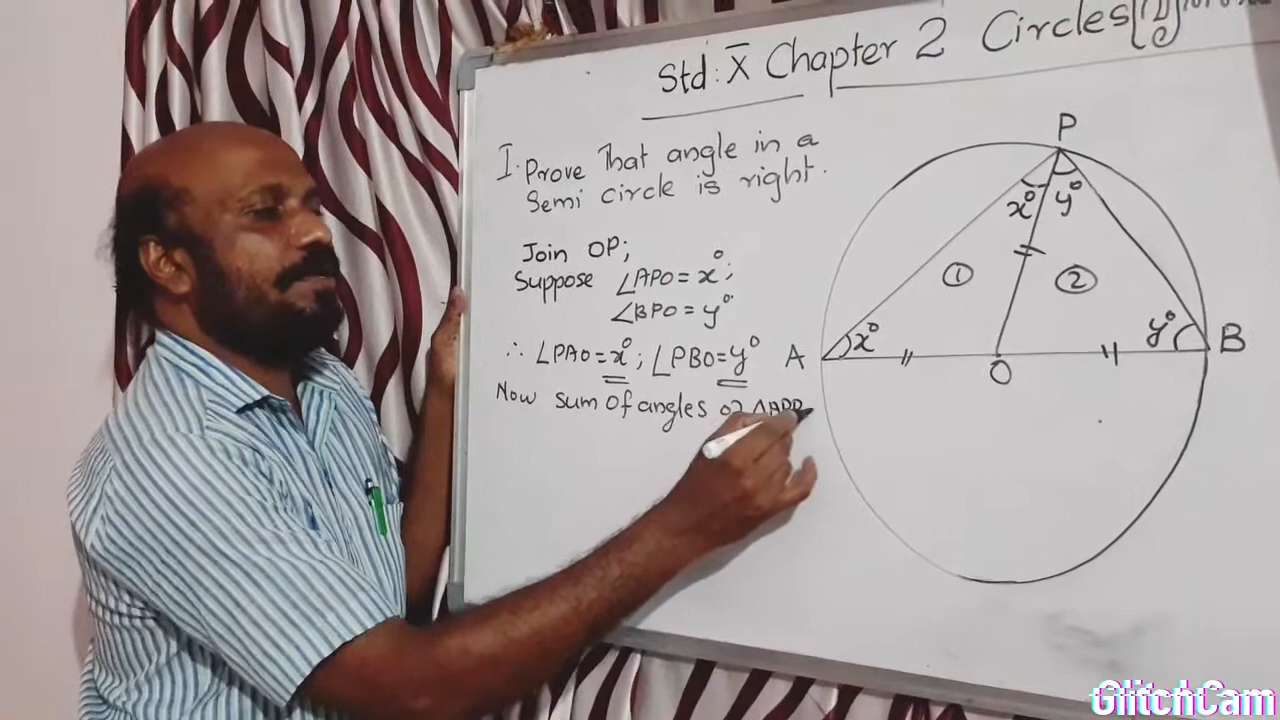 Std: X Chapter 2 Circles
I. Prove That angle in a
Semi circle is right.
Join OP;
Suppose ∠APO = x°;
∠BPO = y°
∴ ∠PAO = x°; ∠PBO = y°
Now sum of angles of △APB
P
x° y°
① ②
A x° y° B
O
GlitchCam